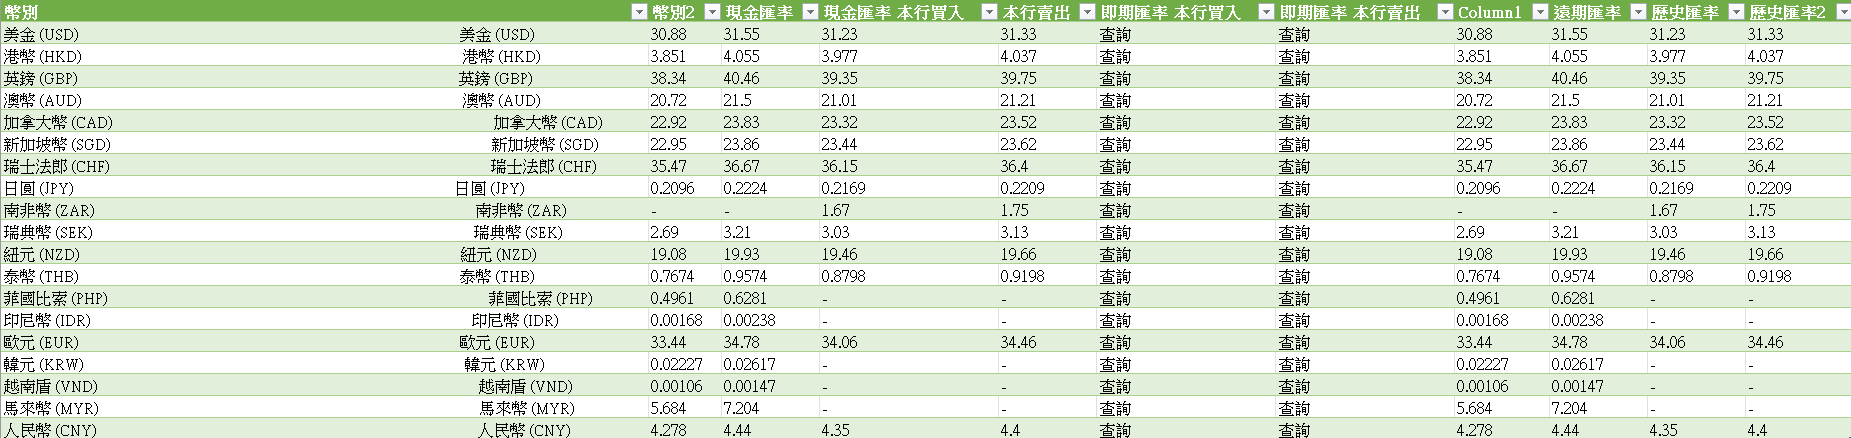 幣別 幣別2 現金匯率 現金匯率 本行買入 本行賣出 即期匯率 本行買入 即期匯率 本行賣出 Column1 遠期匯率 歷史匯率 歷史匯率2
美金 (USD) 美金 (USD) 30.88 31.55 31.23 31.33 查詢 查詢 30.88 31.55 31.23 31.33
港幣 (HKD) 港幣 (HKD) 3.851 4.055 3.977 4.037 查詢 查詢 3.851 4.055 3.977 4.037
英鎊 (GBP) 英鎊 (GBP) 38.34 40.46 39.35 39.75 查詢 查詢 38.34 40.46 39.35 39.75
澳幣 (AUD) 澳幣 (AUD) 20.72 21.5 21.01 21.21 查詢 查詢 20.72 21.5 21.01 21.21
加拿大幣 (CAD) 加拿大幣 (CAD) 22.92 23.83 23.32 23.52 查詢 查詢 22.92 23.83 23.32 23.52
新加坡幣 (SGD) 新加坡幣 (SGD) 22.95 23.86 23.44 23.62 查詢 查詢 22.95 23.86 23.44 23.62
瑞士法郎 (CHF) 瑞士法郎 (CHF) 35.47 36.67 36.15 36.4 查詢 查詢 35.47 36.67 36.15 36.4
日圓 (JPY) 日圓 (JPY) 0.2096 0.2224 0.2169 0.2209 查詢 查詢 0.2096 0.2224 0.2169 0.2209
南非幣 (ZAR) 南非幣 (ZAR) - - 1.67 1.75 查詢 查詢 - - 1.67 1.75
瑞典幣 (SEK) 瑞典幣 (SEK) 2.69 3.21 3.03 3.13 查詢 查詢 2.69 3.21 3.03 3.13
紐元 (NZD) 紐元 (NZD) 19.08 19.93 19.46 19.66 查詢 查詢 19.08 19.93 19.46 19.66
泰幣 (THB) 泰幣 (THB) 0.7674 0.9574 0.8798 0.9198 查詢 查詢 0.7674 0.9574 0.8798 0.9198
菲國比索 (PHP) 菲國比索 (PHP) 0.4961 0.6281 - - 查詢 查詢 0.4961 0.6281 - -
印尼幣 (IDR) 印尼幣 (IDR) 0.00168 0.00238 - - 查詢 查詢 0.00168 0.00238 - -
歐元 (EUR) 歐元 (EUR) 33.44 34.78 34.06 34.46 查詢 查詢 33.44 34.78 34.06 34.46
韓元 (KRW) 韓元 (KRW) 0.02227 0.02617 - - 查詢 查詢 0.02227 0.02617 - -
越南盾 (VND) 越南盾 (VND) 0.00106 0.00147 - - 查詢 查詢 0.00106 0.00147 - -
馬來幣 (MYR) 馬來幣 (MYR) 5.684 7.204 - - 查詢 查詢 5.684 7.204 - -
人民幣 (CNY) 人民幣 (CNY) 4.278 4.44 4.35 4.4 查詢 查詢 4.278 4.44 4.35 4.4